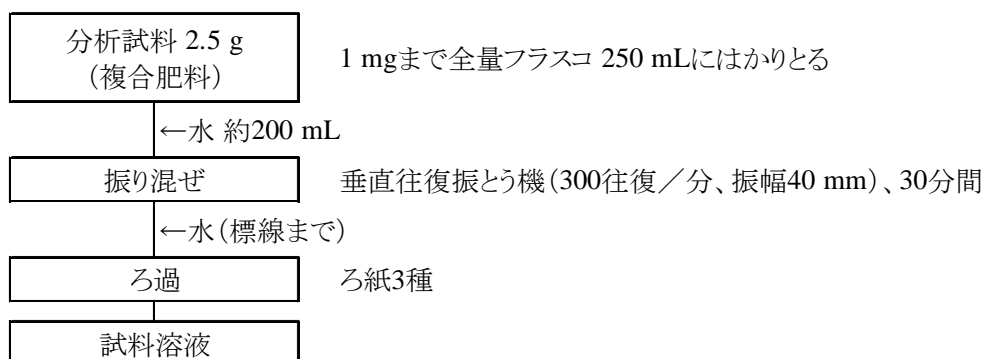 分析試料 2.5 g
（複合肥料）
1 mgまで全量フラスコ 250 mLにはかりとる
←水 約200 mL
振り混ぜ
垂直往復振とう機（300往復／分、振幅40 mm）、30分間
←水（標線まで）
ろ過
ろ紙3種
試料溶液